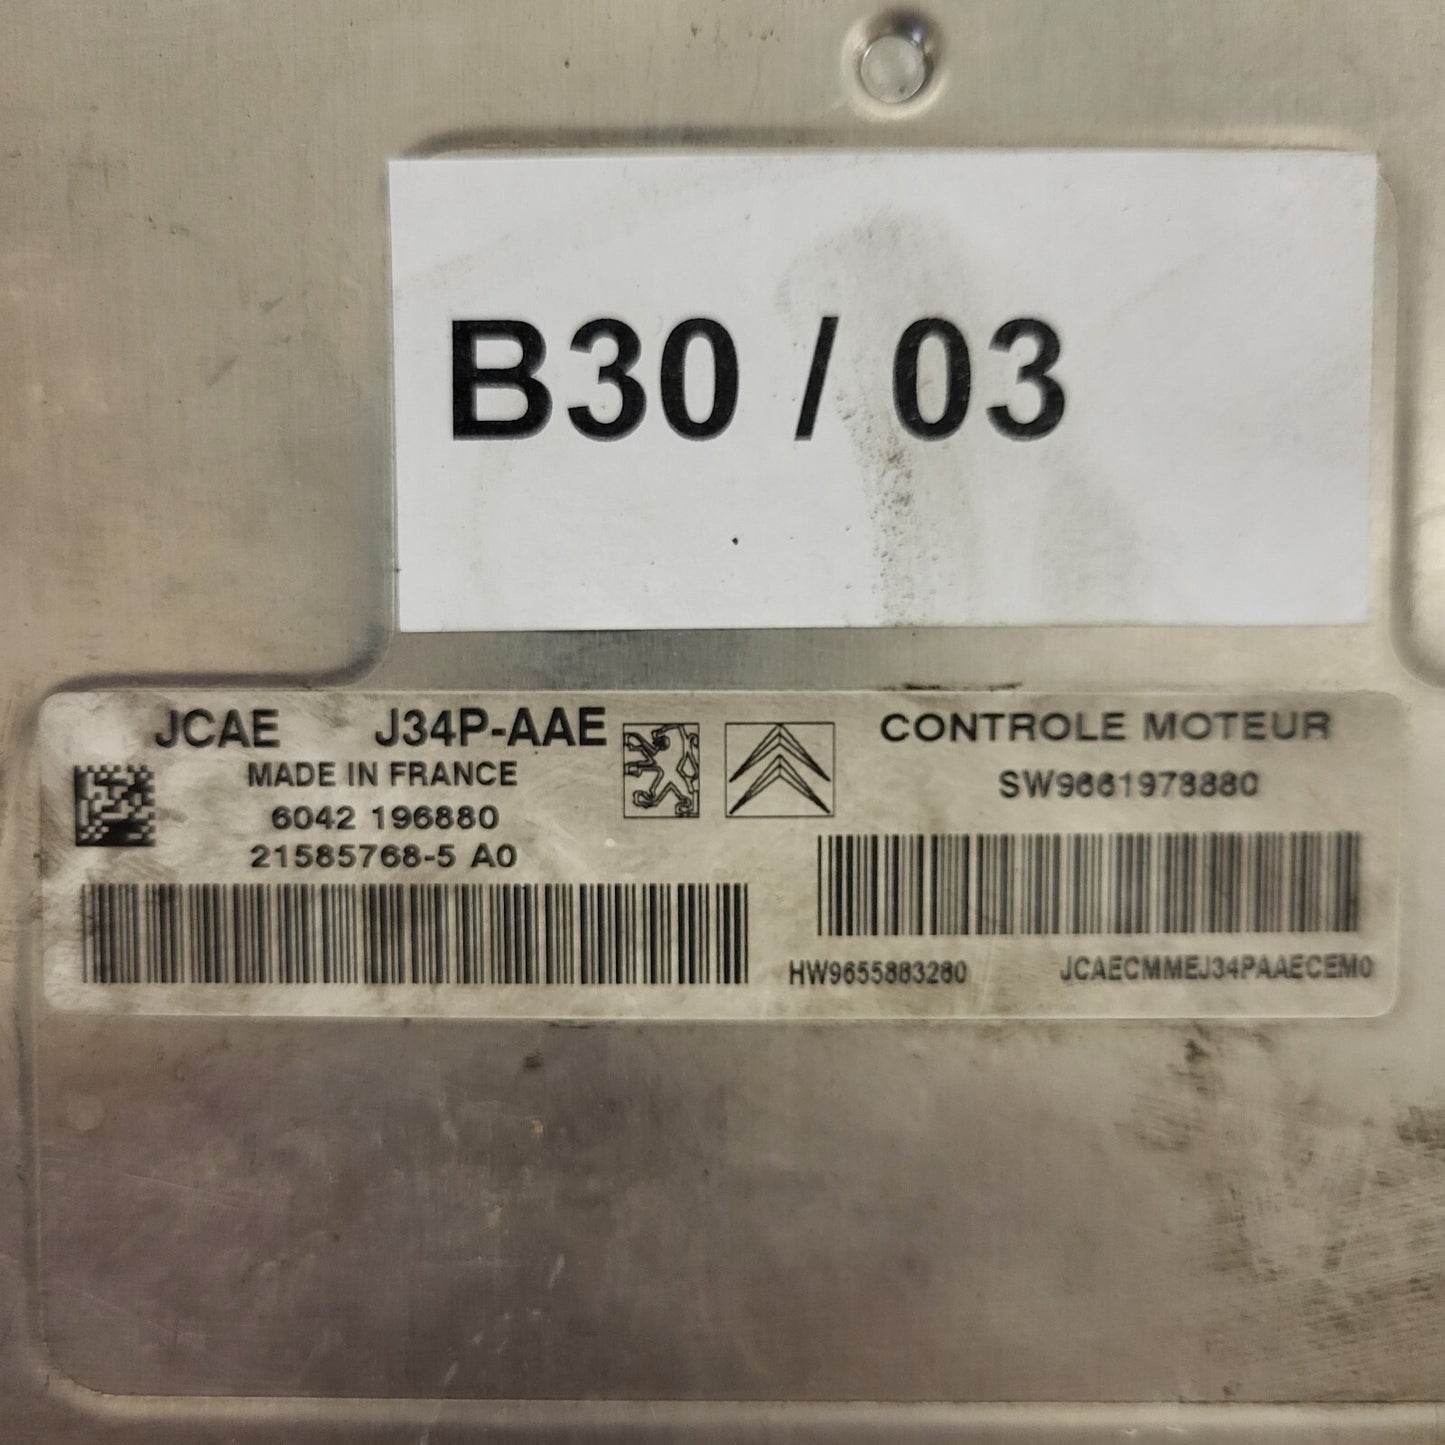 B30 / 03
JCAE J34P-AAE
MADE IN FRANCE
6042 196880
21585768-5 A0
CONTROLE MOTEUR
SW9661978880
HW9655883280 JCAECMMEJ34PAAECEM0